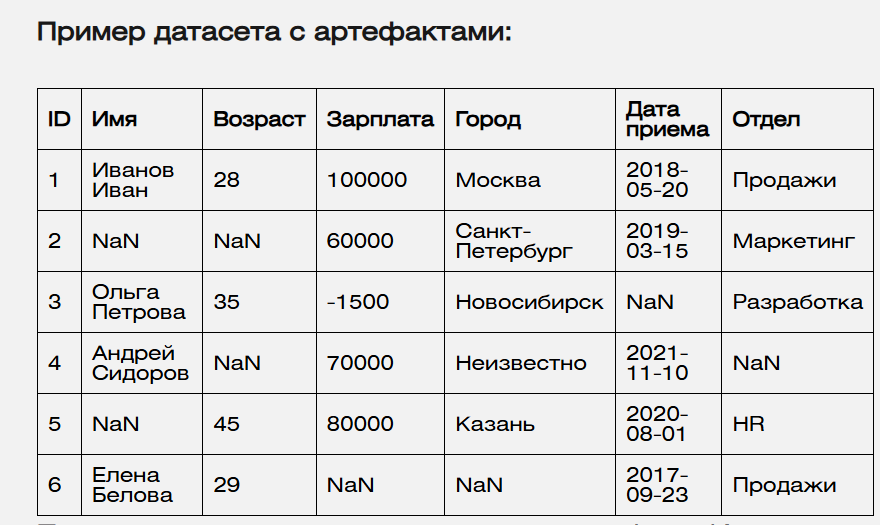 Пример датасета с артефактами:
ID Имя Возраст Зарплата Город Дата приема Отдел
1 Иванов Иван 28 100000 Москва 2018-05-20 Продажи
2 NaN NaN 60000 Санкт-Петербург 2019-03-15 Маркетинг
3 Ольга Петрова 35 -1500 Новосибирск NaN Разработка
4 Андрей Сидоров NaN 70000 Неизвестно 2021-11-10 NaN
5 NaN 45 80000 Казань 2020-08-01 HR
6 Елена Белова 29 NaN NaN 2017-09-23 Продажи